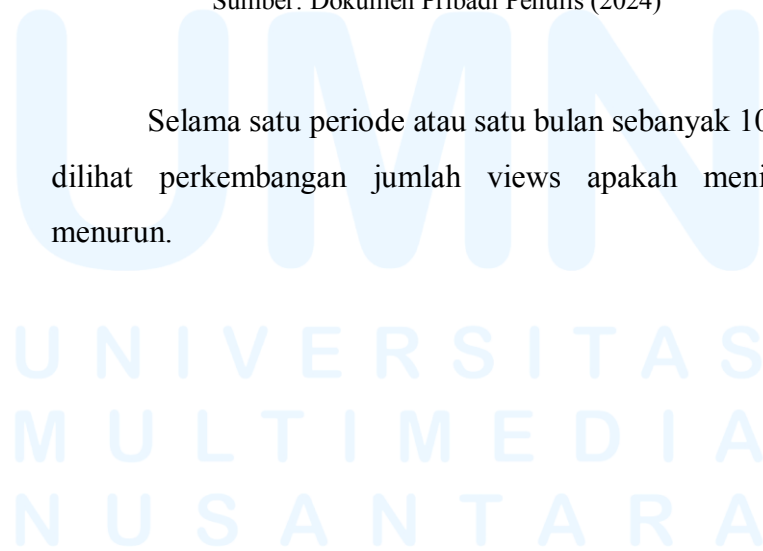 Sumber: Dokumen Pribadi Penulis (2024)
Selama satu periode atau satu bulan sebanyak 10
dilihat perkembangan jumlah views apakah
menurun.
UMN
UNIVERSITAS
MULTIMEDIA
NUSANTARA